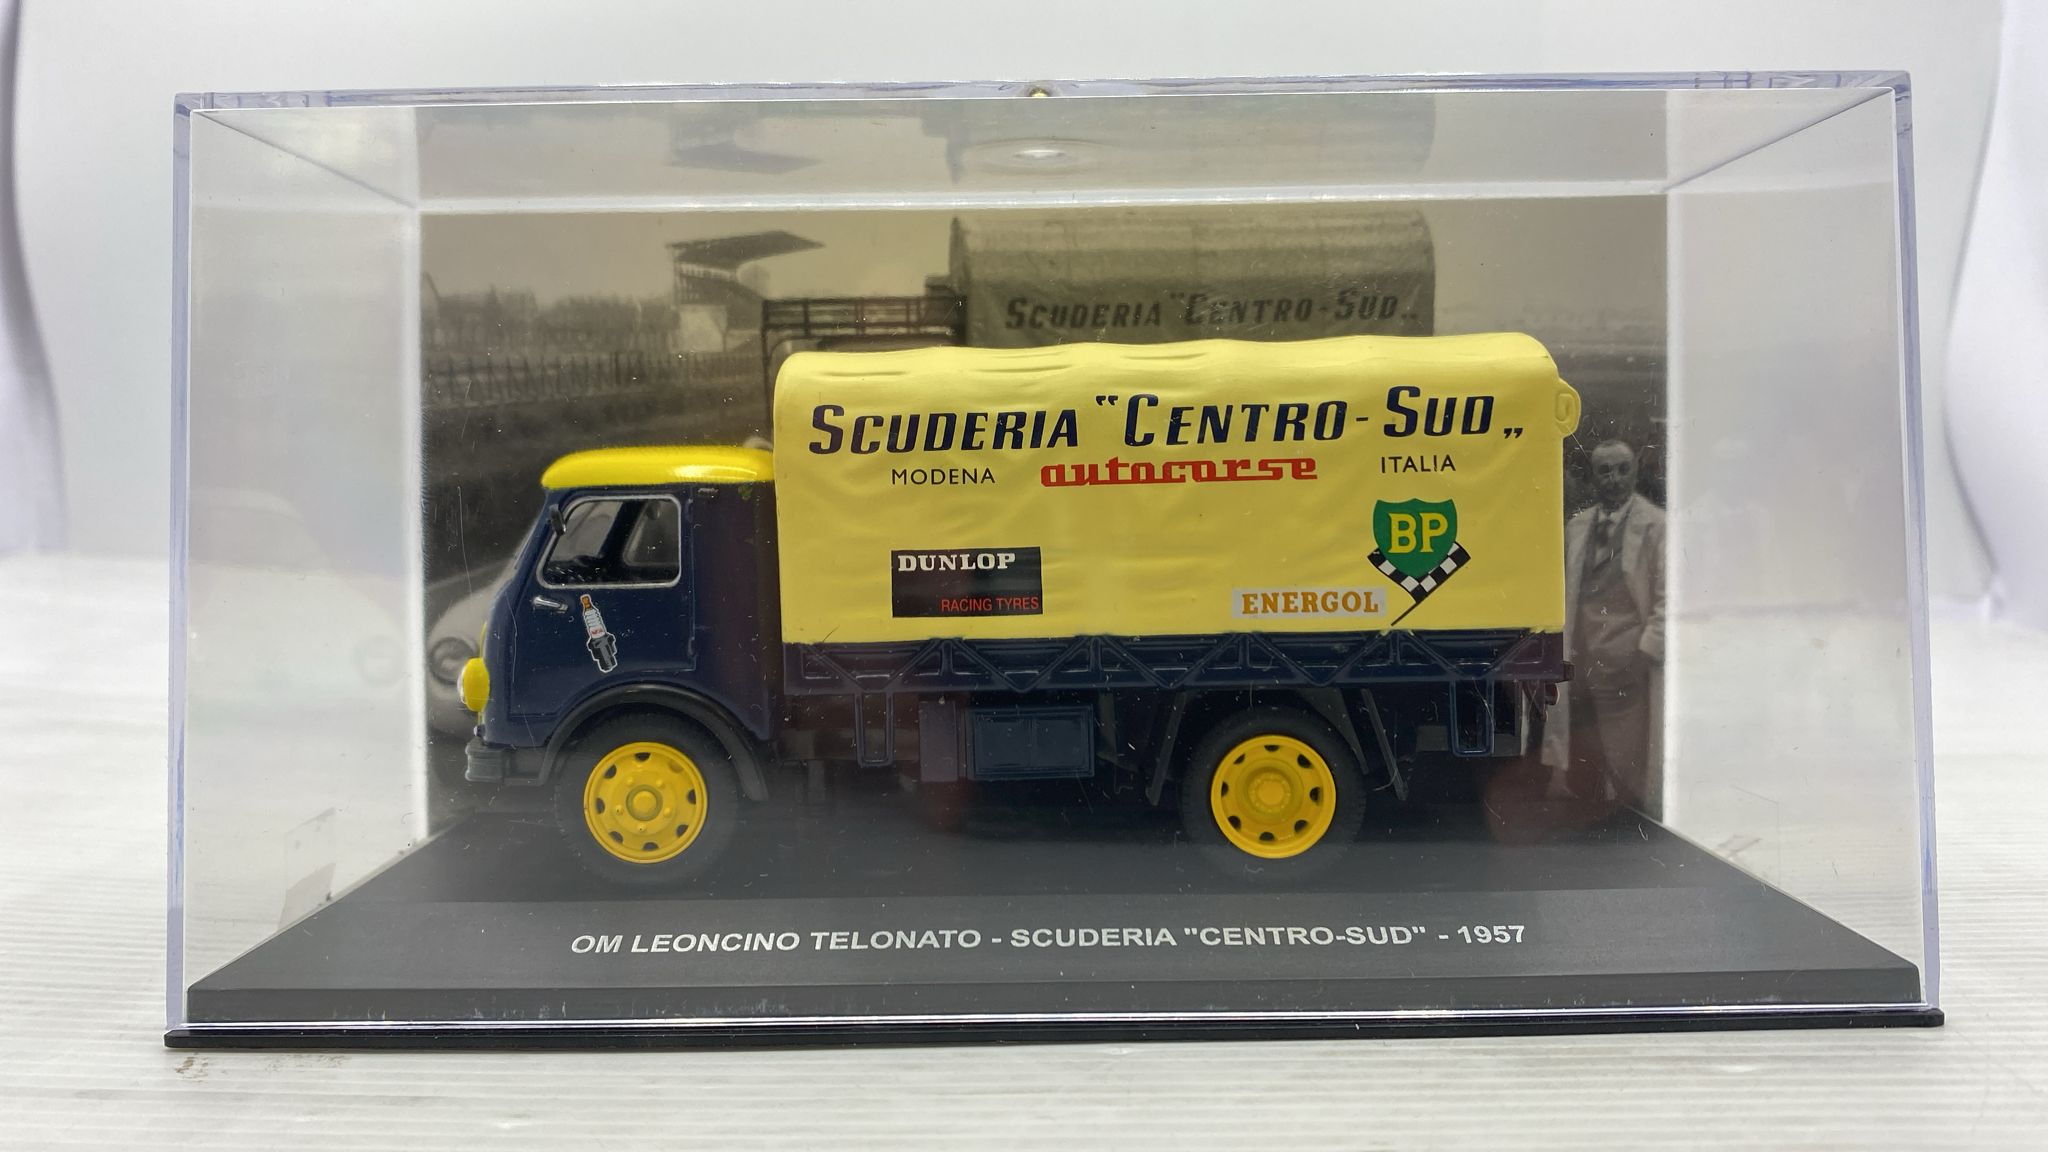 SCUDERIA "CENTRO-SUD„
SCUDERIA "CENTRO-SUD„
MODENA autocorse ITALIA
BP
DUNLOP
RACING TYRES
ENERGOL
OM LEONCINO TELONATO - SCUDERIA "CENTRO-SUD" - 1957